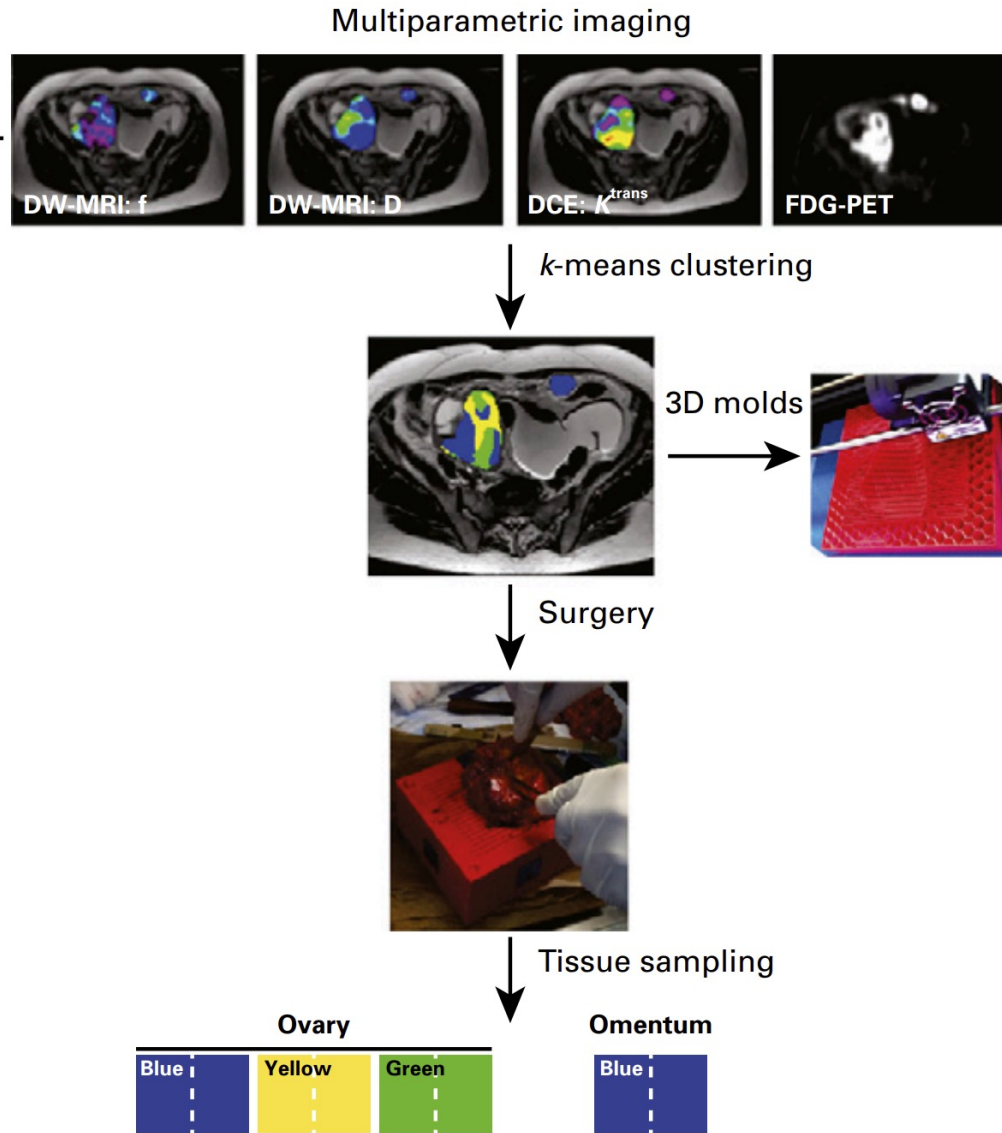 Multiparametric imaging
DW-MRI: f
DW-MRI: D
DCE: Ktrans
FDG-PET
k-means clustering
3D molds
Surgery
Tissue sampling
Ovary
Omentum
Blue
Yellow
Green
Blue